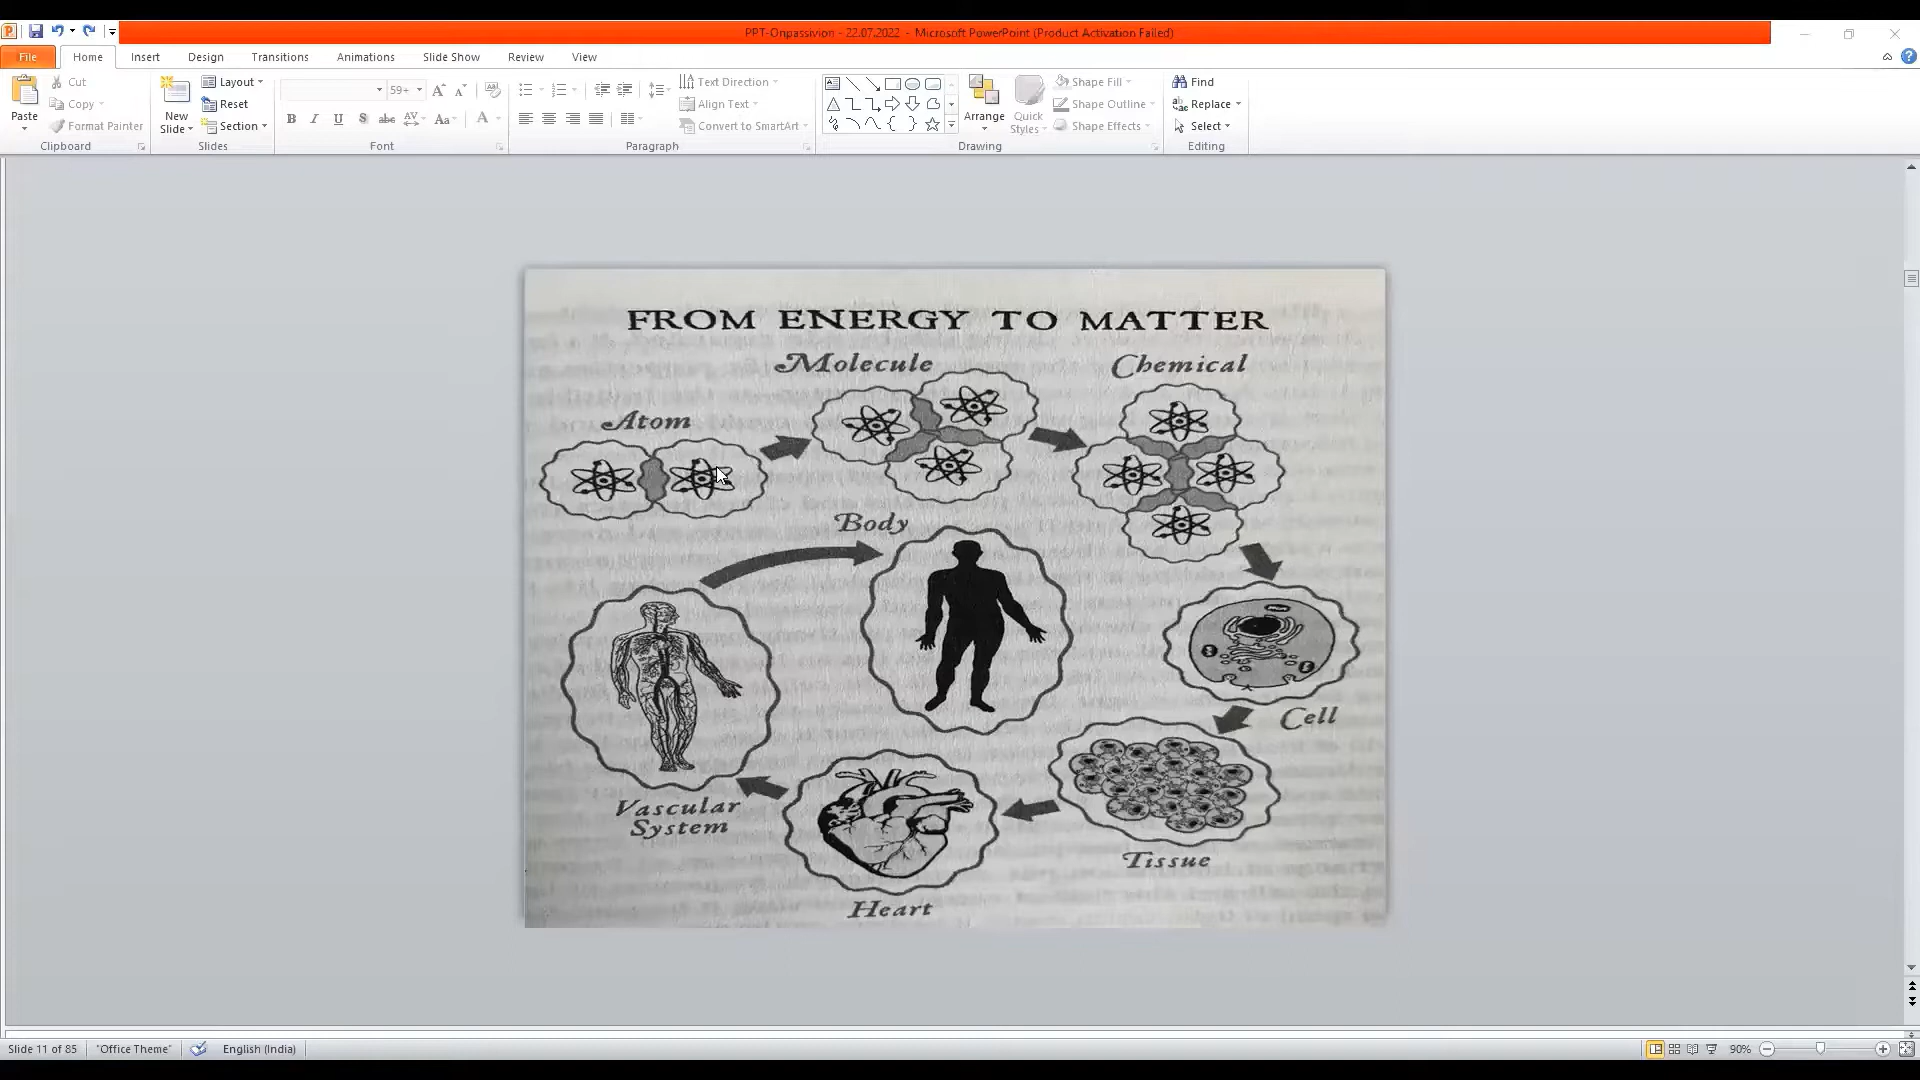 PPT-Onpassivion - 22.07.2022 - Microsoft PowerPoint (Product Activation Failed)
File Home Insert Design Transitions Animations Slide Show Review View
Paste
Cut
Copy
Format Painter
Clipboard
New Slide
Layout
Reset
Section
Slides
59+
B I U S abc AV Aa A
Font
Text Direction
Align Text
Convert to SmartArt
Paragraph
Arrange
Quick Styles
Shape Fill
Shape Outline
Shape Effects
Drawing
Find
Replace
Select
Editing
FROM ENERGY TO MATTER
Molecule
Chemical
Atom
Body
Cell
Vascular
System
Tissue
Heart
Slide 11 of 85 "Office Theme" English (India) 90%